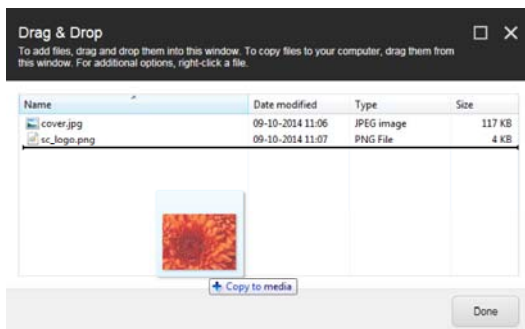 Drag & Drop
To add files, drag and drop them into this window. To copy files to your computer, drag them from
this window. For additional options, right-click a file.
Name Date modified Type Size
cover.jpg 09-10-2014 11:06 JPEG image 117 KB
sc_logo.png 09-10-2014 11:07 PNG File 4 KB
Copy to media
Done